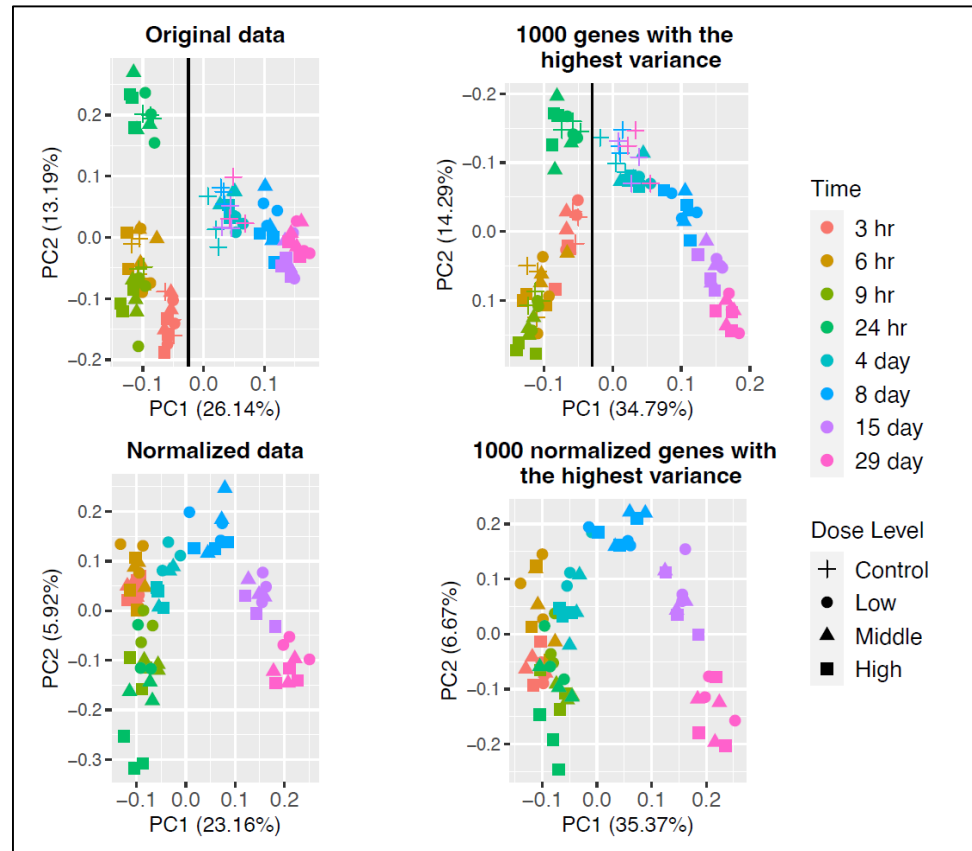 Original data
0.2
0.1
0.0
−0.1
−0.2
PC2 (13.19%)
−0.1
0.0
0.1
PC1 (26.14%)
1000 genes with the
highest variance
−0.2
−0.1
0.0
0.1
PC2 (14.29%)
−0.1
0.0
0.1
0.2
PC1 (34.79%)
Normalized data
0.2
0.1
0.0
−0.1
−0.2
−0.3
PC2 (5.92%)
−0.1
0.0
0.1
0.2
PC1 (23.16%)
1000 normalized genes with
the highest variance
0.2
0.1
0.0
−0.1
−0.2
PC2 (6.67%)
−0.1
0.0
0.1
0.2
PC1 (35.37%)
Time
3 hr
6 hr
9 hr
24 hr
4 day
8 day
15 day
29 day
Dose Level
Control
Low
Middle
High